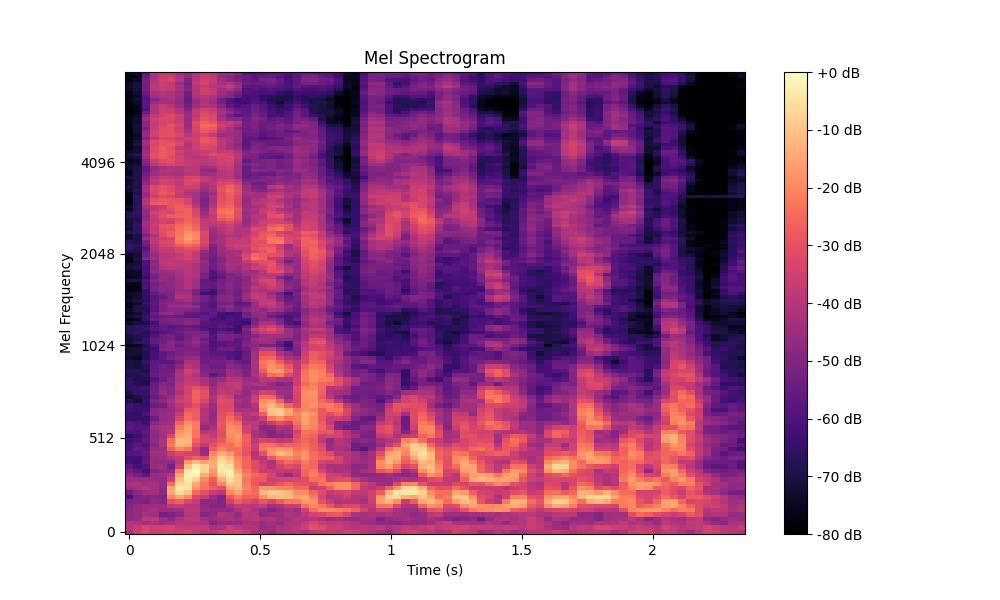 Mel Spectrogram
+0 dB
-10 dB
-20 dB
-30 dB
-40 dB
-50 dB
-60 dB
-70 dB
-80 dB
Mel Frequency
4096
2048
1024
512
0
0 0.5 1 1.5 2
Time (s)